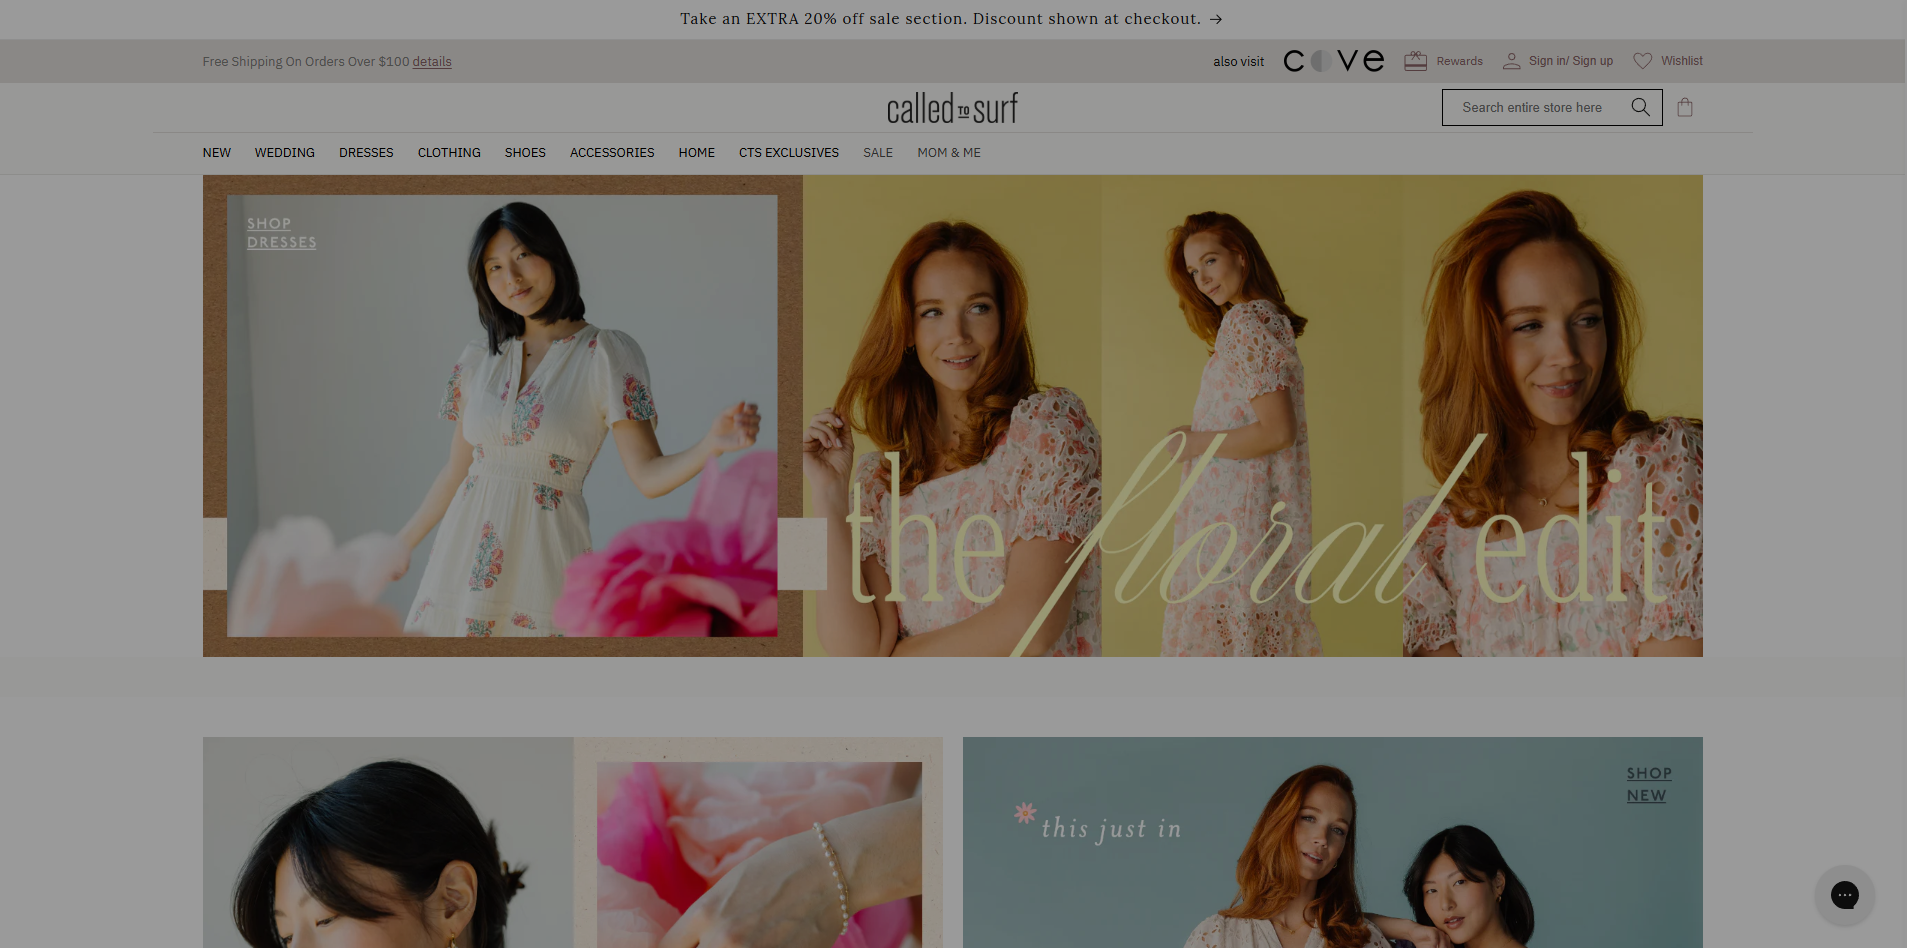 Take an EXTRA 20% off sale section. Discount shown at checkout. →
Free Shipping On Orders Over $100 details
also visit
cove
Rewards
Sign in/ Sign up
Wishlist
called TO surf
Search entire store here
NEW
WEDDING
DRESSES
CLOTHING
SHOES
ACCESSORIES
HOME
CTS EXCLUSIVES
SALE
MOM & ME
SHOP
DRESSES
the floral edit
SHOP
NEW
this just in